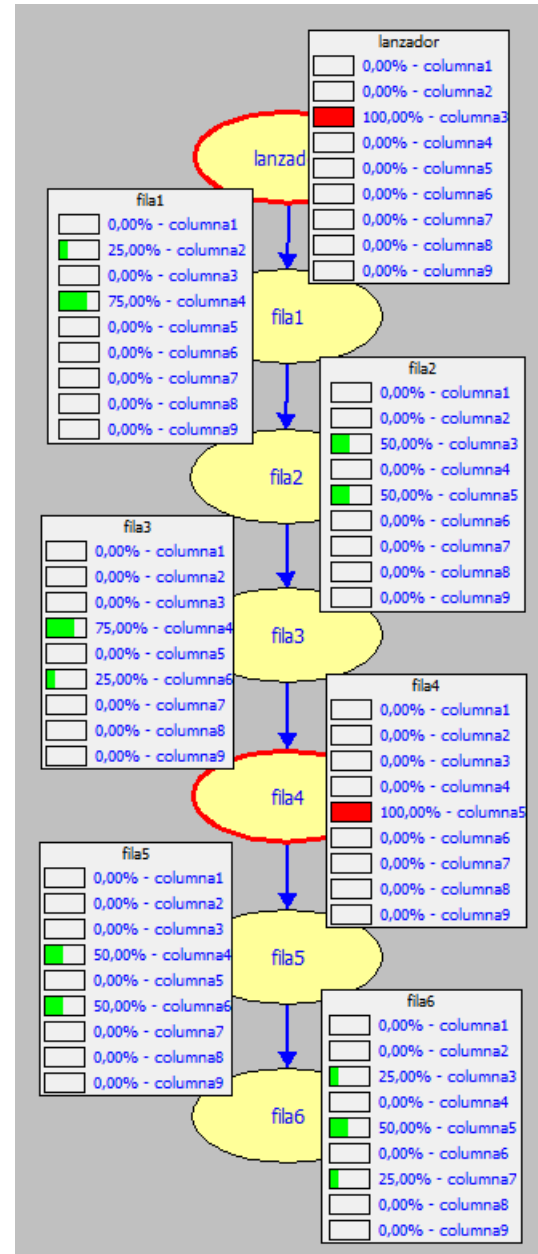 lanzador
0,00% - columna1
0,00% - columna2
100,00% - columna3
0,00% - columna4
0,00% - columna5
0,00% - columna6
0,00% - columna7
0,00% - columna8
0,00% - columna9
lanzad
fila1
0,00% - columna1
25,00% - columna2
0,00% - columna3
75,00% - columna4
0,00% - columna5
0,00% - columna6
0,00% - columna7
0,00% - columna8
0,00% - columna9
fila1
fila2
0,00% - columna1
0,00% - columna2
50,00% - columna3
0,00% - columna4
50,00% - columna5
0,00% - columna6
0,00% - columna7
0,00% - columna8
0,00% - columna9
fila2
fila3
0,00% - columna1
0,00% - columna2
0,00% - columna3
75,00% - columna4
0,00% - columna5
25,00% - columna6
0,00% - columna7
0,00% - columna8
0,00% - columna9
fila3
fila4
0,00% - columna1
0,00% - columna2
0,00% - columna3
0,00% - columna4
100,00% - columna5
0,00% - columna6
0,00% - columna7
0,00% - columna8
0,00% - columna9
fila4
fila5
0,00% - columna1
0,00% - columna2
0,00% - columna3
50,00% - columna4
0,00% - columna5
50,00% - columna6
0,00% - columna7
0,00% - columna8
0,00% - columna9
fila5
fila6
0,00% - columna1
0,00% - columna2
25,00% - columna3
0,00% - columna4
50,00% - columna5
0,00% - columna6
25,00% - columna7
0,00% - columna8
0,00% - columna9
fila6